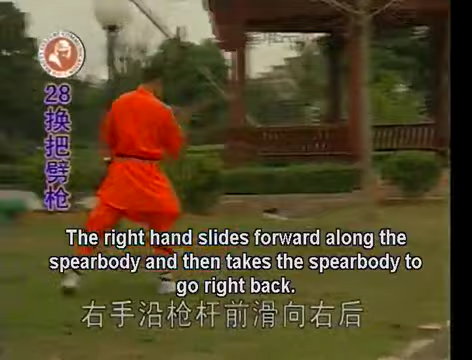 28
换
把
劈
枪
The right hand slides forward along the
spearbody and then takes the spearbody to
go right back.
右手沿枪杆前滑向右后